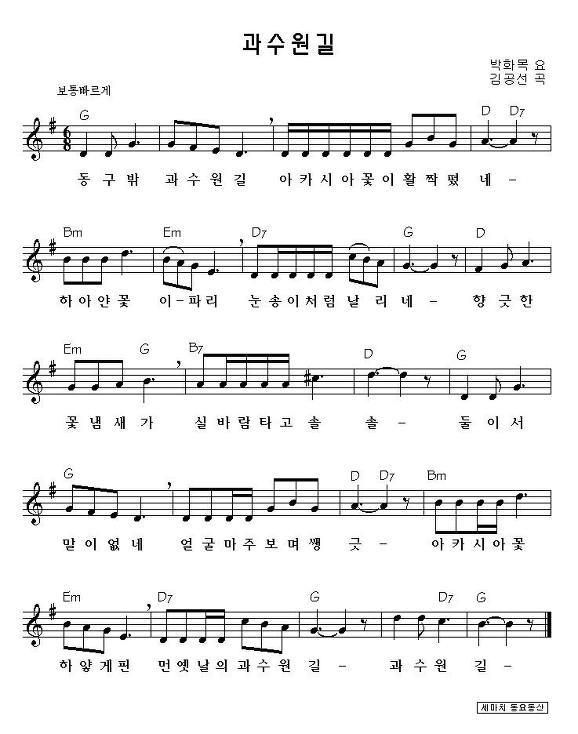 과수원길
박화목 요
김공선 곡
보통빠르게
G D D7
6
8
동 구 밖 과 수 원 길 아 카 시 아 꽃 이 활 짝 폈 네 -
Bm Em D7 G D
하 아 얀 꽃 이 - 파 리 눈 송 이 처 럼 날 리 네 - 향 긋 한
Em G B7 D G
꽃 냄 새 가 실 바 람 타 고 솔 솔 - 둘 이 서
G D D7 Bm
말 이 없 네 얼 굴 마 주 보 며 쌩 긋 - 아 카 시 아 꽃
Em D7 G D7 G
하 얗 게 핀 먼 옛 날 의 과 수 원 길 - 과 수 원 길 -
세마치 동요동산